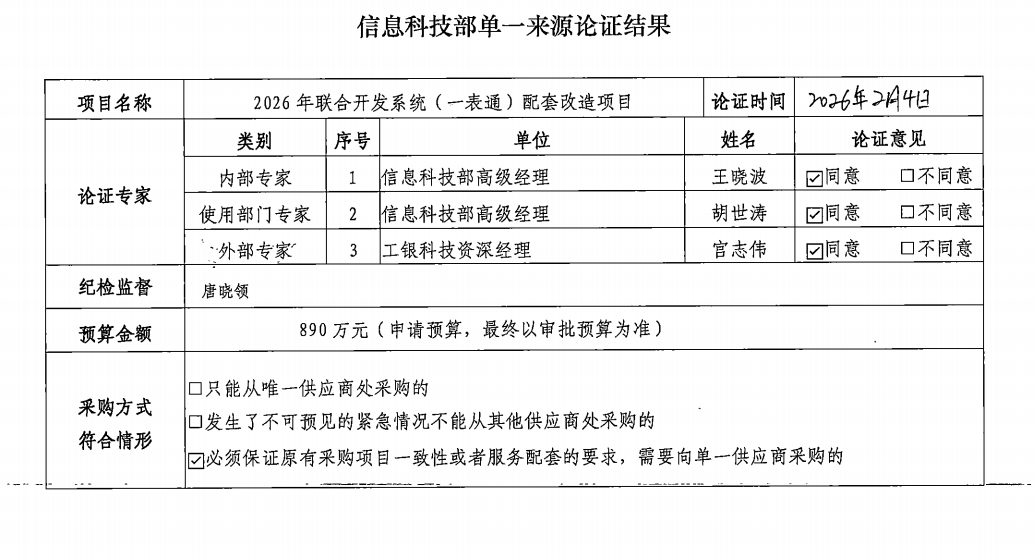 信息科技部单一来源论证结果
项目名称 2026 年联合开发系统（一表通）配套改造项目 论证时间 2026年2月4日
论证专家
类别 序号 单位 姓名 论证意见
内部专家 1 信息科技部高级经理 王晓波 ☑同意 □不同意
使用部门专家 2 信息科技部高级经理 胡世涛 ☑同意 □不同意
外部专家 3 工银科技资深经理 官志伟 ☑同意 □不同意
纪检监督 唐晓领
预算金额 890 万元（申请预算，最终以审批预算为准）
采购方式
符合情形
□只能从唯一供应商处采购的
□发生了不可预见的紧急情况不能从其他供应商处采购的
☑必须保证原有采购项目一致性或者服务配套的要求，需要向单一供应商采购的